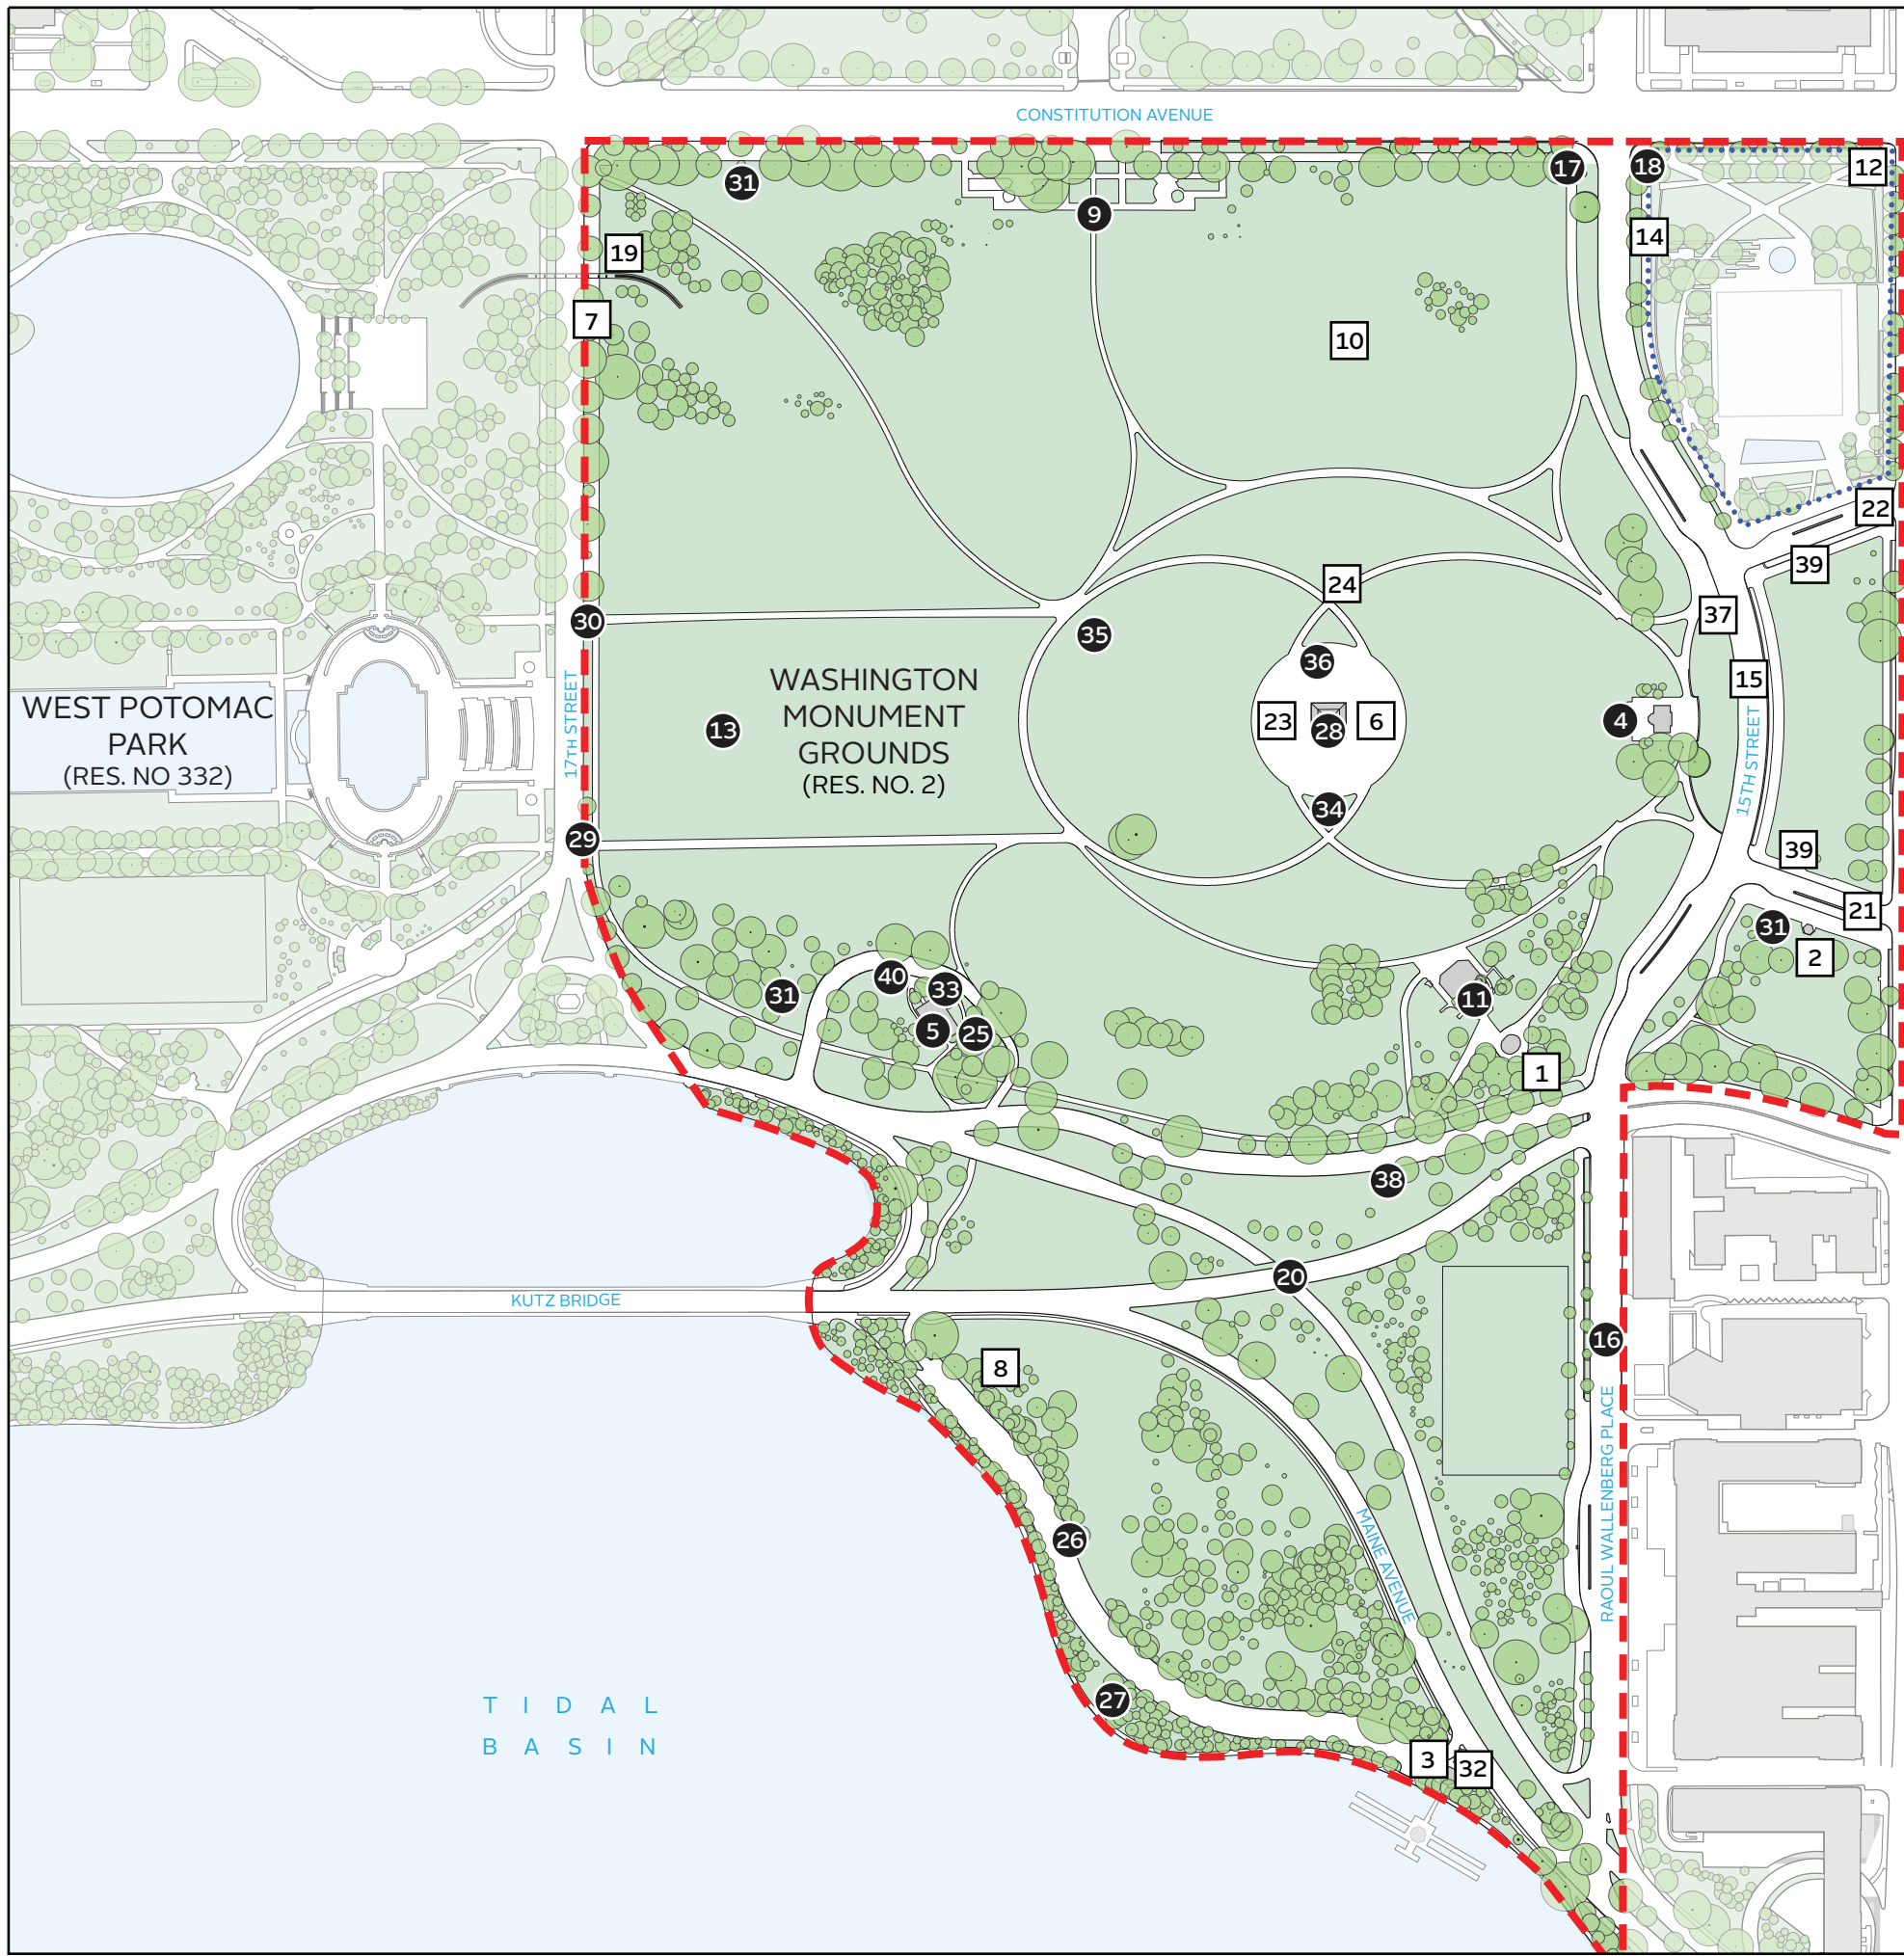 CONSTITUTION AVENUE
31
9
17
18
12
19
14
7
10
22
39
24
30
35
37
36
15
WEST POTOMAC
PARK
(RES. NO 332)
17TH STREET
13
WASHINGTON
MONUMENT
GROUNDS
(RES. NO. 2)
23
28
6
4
15TH STREET
34
29
39
21
31
2
40
33
31
11
5
25
1
38
20
KUTZ BRIDGE
16
8
RAOUL WALLENBERG PLACE
26
MAINE AVENUE
27
TIDAL
BASIN
3
32